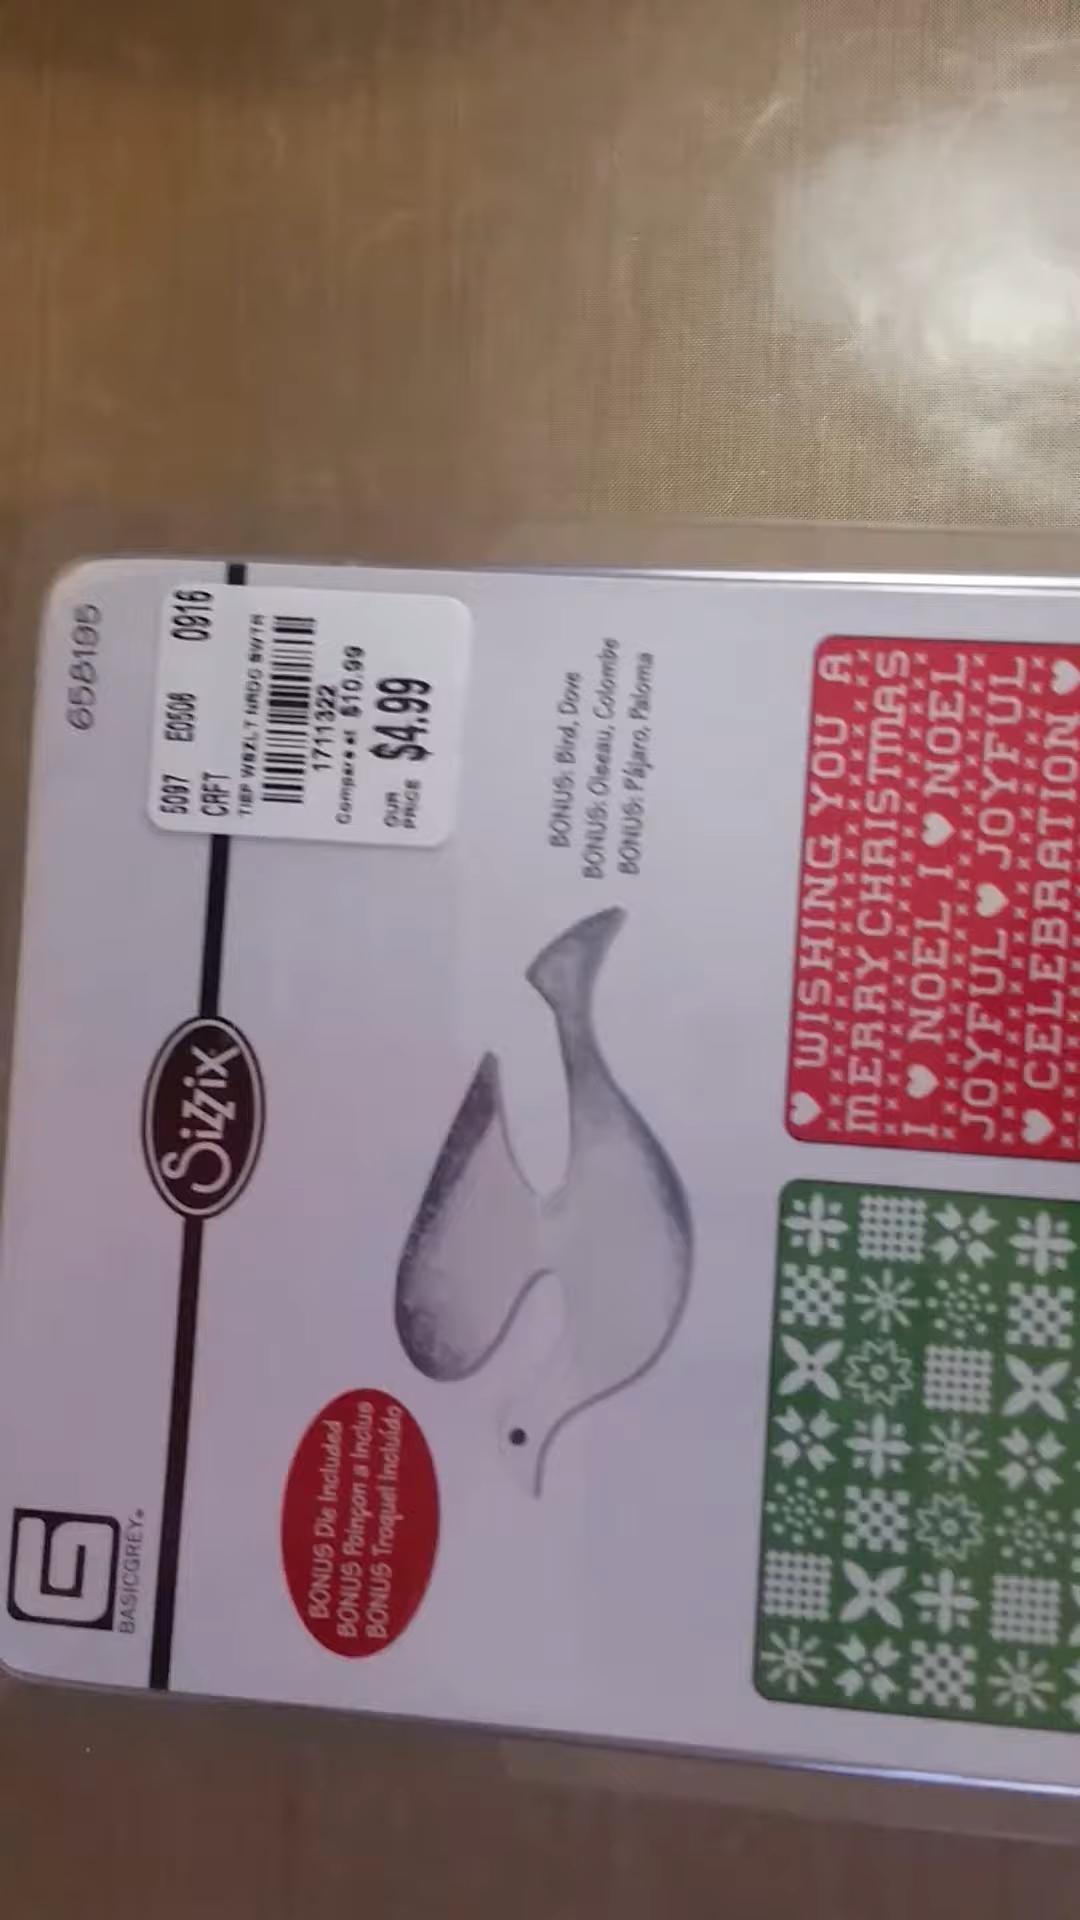 658195
5097 E0506 0916
CRFT
1711322
Compare at $10.99
OUR
PRICE $4.99
Sizzix
BASICGREY
BONUS: Bird, Dove
BONUS: Oiseau, Colombe
BONUS: Pájaro, Paloma
BONUS Die Included
BONUS Poinçon a Inclus
BONUS Troquel Incluído
WISHING YOU A
MERRY CHRISTMAS
I NOEL I NOEL
JOYFUL JOYFUL
CELEBRATION